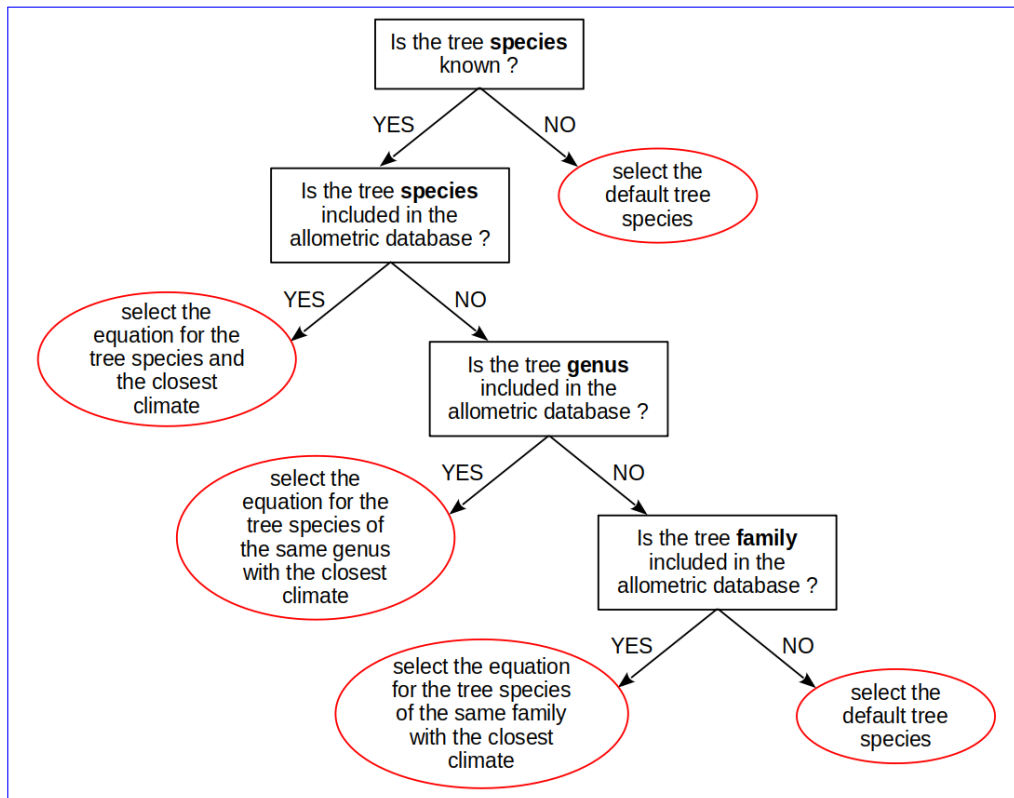 Is the tree species
known ?
YES
NO
select the
default tree
species
Is the tree species
included in the
allometric database ?
YES
NO
select the
equation for the
tree species and
the closest
climate
Is the tree genus
included in the
allometric database ?
YES
NO
select the
equation for the
tree species of
the same genus
with the closest
climate
Is the tree family
included in the
allometric database ?
YES
NO
select the equation
for the tree species
of the same family
with the closest
climate
select the
default tree
species